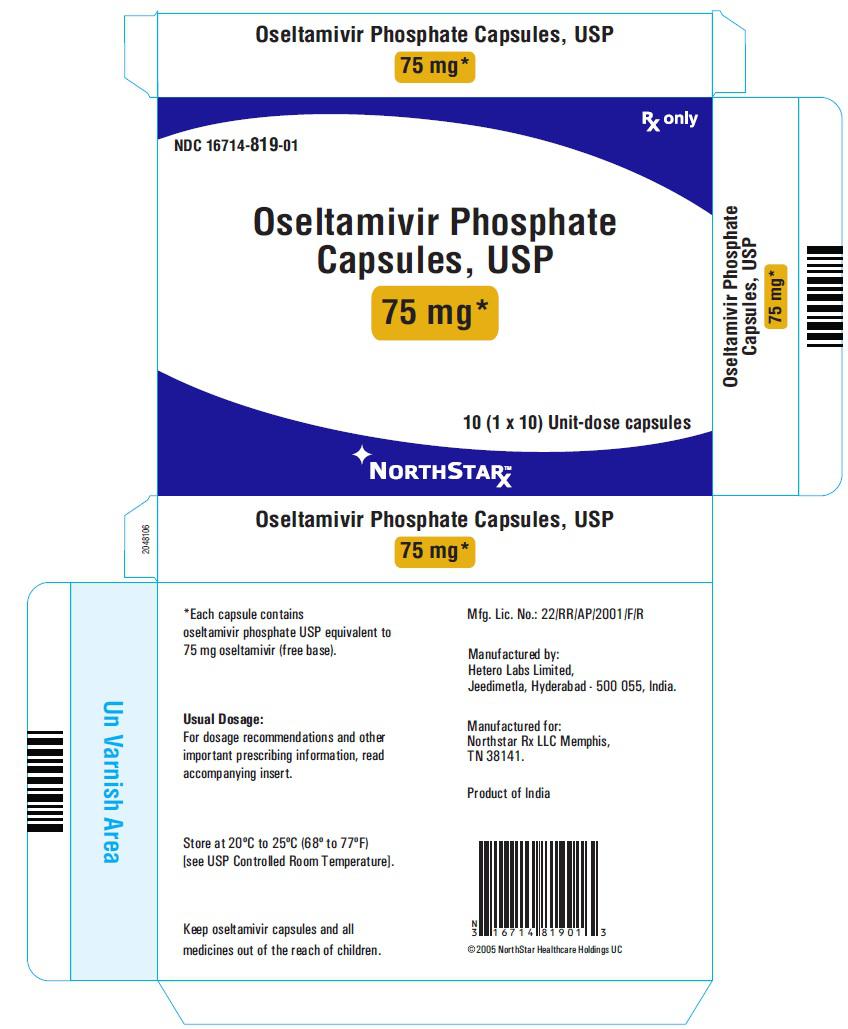 Oseltamivir Phosphate Capsules, USP
75 mg*
Rx only
NDC 16714-819-01
Oseltamivir Phosphate
Capsules, USP
75 mg*
10 (1 x 10) Unit-dose capsules
NORTHSTARX™
Oseltamivir Phosphate
Capsules, USP
75 mg*
2048106
Oseltamivir Phosphate Capsules, USP
75 mg*
Un Varnish Area
*Each capsule contains
oseltamivir phosphate USP equivalent to
75 mg oseltamivir (free base).
Usual Dosage:
For dosage recommendations and other
important prescribing information, read
accompanying insert.
Store at 20°C to 25°C (68° to 77°F)
[see USP Controlled Room Temperature].
Keep oseltamivir capsules and all
medicines out of the reach of children.
Mfg. Lic. No.: 22/RR/AP/2001/F/R
Manufactured by:
Hetero Labs Limited,
Jeedimetla, Hyderabad - 500 055, India.
Manufactured for:
Northstar Rx LLC Memphis,
TN 38141.
Product of India
N
3 16714 81901 3
©2005 NorthStar Healthcare Holdings UC